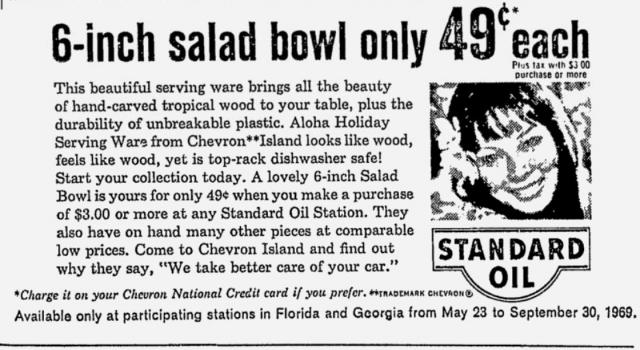 6-inch salad bowl only 49¢* each
Plus tax with $3.00
purchase or more
This beautiful serving ware brings all the beauty
of hand-carved tropical wood to your table, plus the
durability of unbreakable plastic. Aloha Holiday
Serving Ware from Chevron**Island looks like wood,
feels like wood, yet is top-rack dishwasher safe!
Start your collection today. A lovely 6-inch Salad
Bowl is yours for only 49¢ when you make a purchase
of $3.00 or more at any Standard Oil Station. They
also have on hand many other pieces at comparable
low prices. Come to Chevron Island and find out
why they say, "We take better care of your car."
STANDARD
OIL
*Charge it on your Chevron National Credit card if you prefer. **TRADEMARK CHEVRON®
Available only at participating stations in Florida and Georgia from May 23 to September 30, 1969.